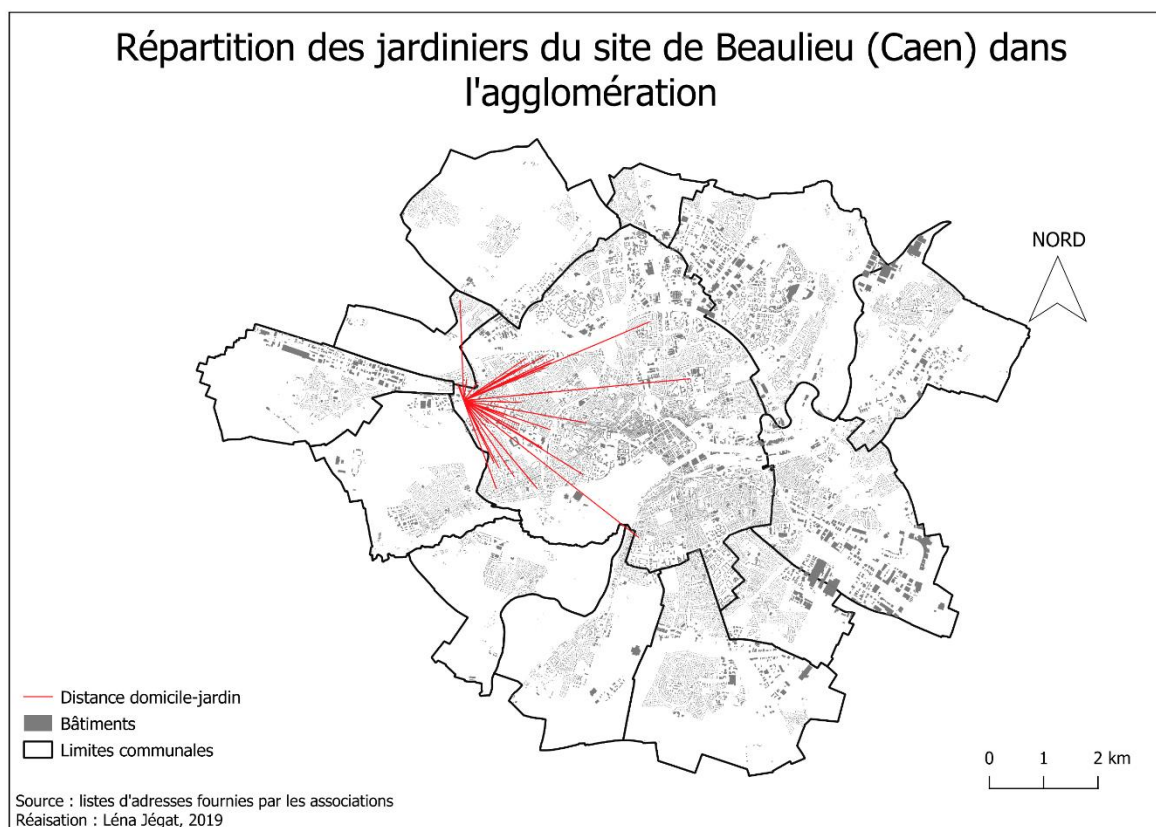 Répartition des jardiniers du site de Beaulieu (Caen) dans
l'agglomération
NORD
Distance domicile-jardin
Bâtiments
Limites communales
0 1 2 km
Source : listes d'adresses fournies par les associations
Réaisation : Léna Jégat, 2019